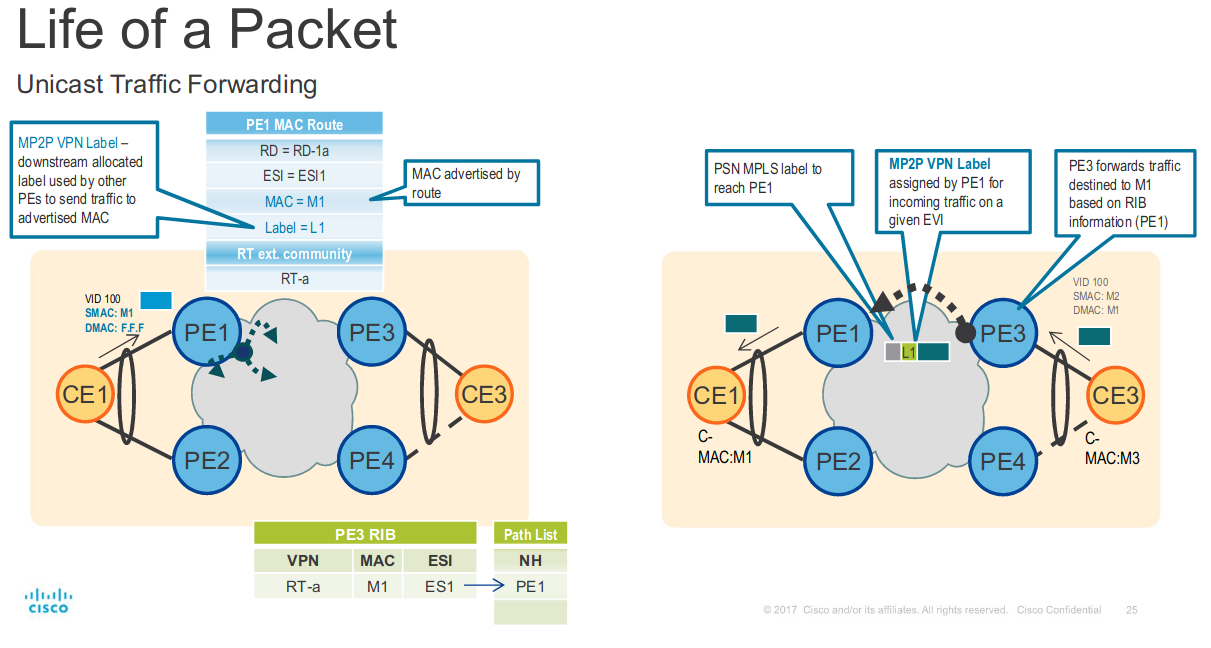 Life of a Packet
Unicast Traffic Forwarding
MP2P VPN Label –
downstream allocated
label used by other
PEs to send traffic to
advertised MAC
PE1 MAC Route
RD = RD-1a
ESI = ESI1
MAC = M1
Label = L1
RT ext. community
RT-a
MAC advertised by
route
VID 100
SMAC: M1
DMAC: F.F.F
PE1
PE3
CE1
CE3
PE2
PE4
PE3 RIB
VPN MAC ESI
RT-a M1 ES1
Path List
NH
PE1
PSN MPLS label to
reach PE1
MP2P VPN Label
assigned by PE1 for
incoming traffic on a
given EVI
PE3 forwards traffic
destined to M1
based on RIB
information (PE1)
VID 100
SMAC: M2
DMAC: M1
PE1
L1
PE3
CE1
CE3
C-
MAC:M1
C-
MAC:M3
PE2
PE4
CISCO
© 2017 Cisco and/or its affiliates. All rights reserved. Cisco Confidential 25